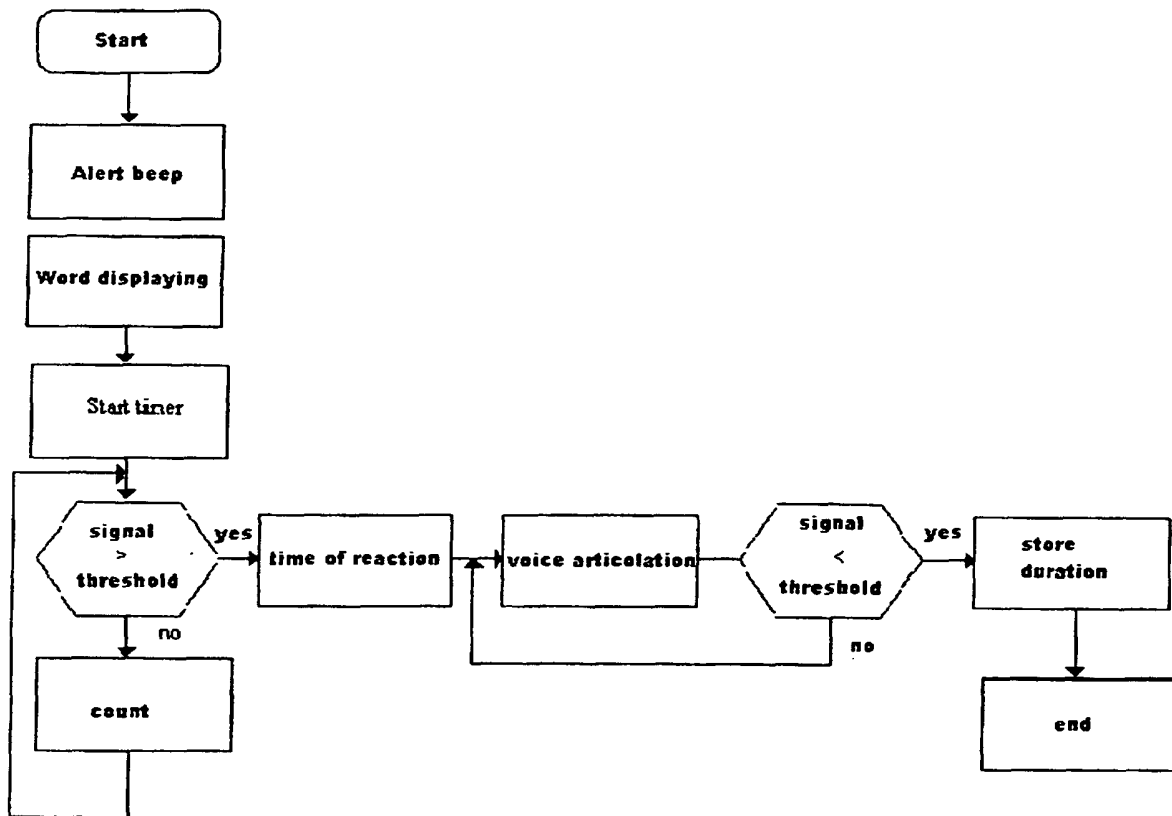 Start
Alert beep
Word displaying
Start timer
signal
>
threshold
yes
no
count
time of reaction
voice articolation
signal
<
threshold
yes
no
store
duration
end